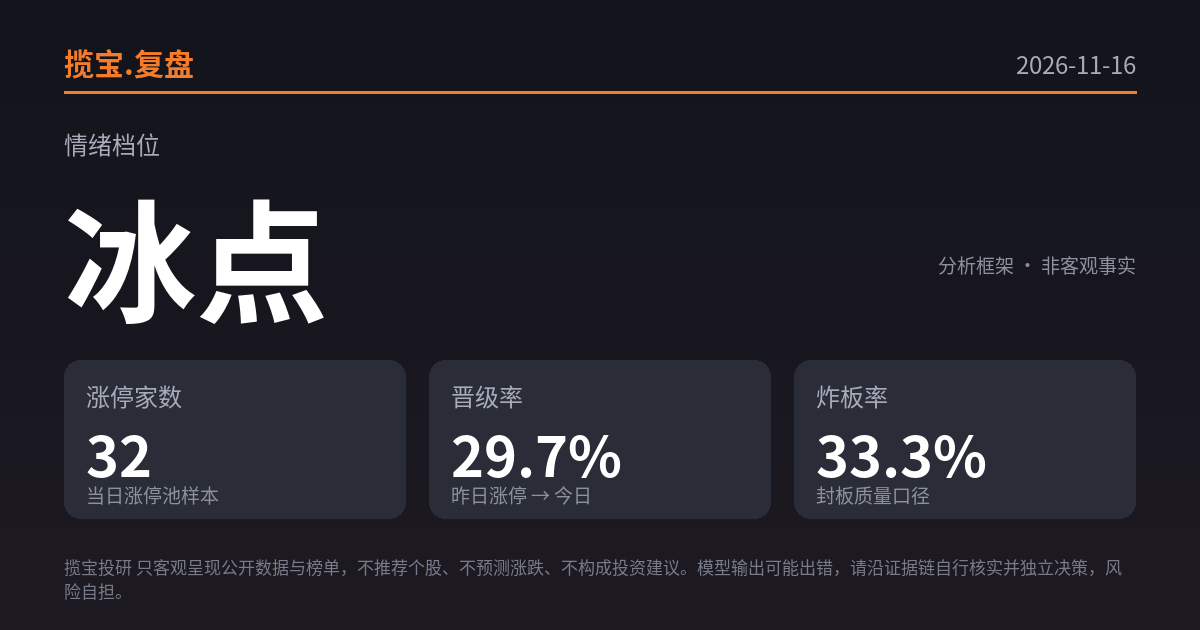 揽宝.复盘
2026-11-16
情绪档位
冰点
分析框架 · 非客观事实
涨停家数
32
当日涨停池样本
晋级率
29.7%
昨日涨停 → 今日
炸板率
33.3%
封板质量口径
揽宝投研 只客观呈现公开数据与榜单，不推荐个股、不预测涨跌、不构成投资建议。模型输出可能出错，请沿证据链自行核实并独立决策，风
险自担。